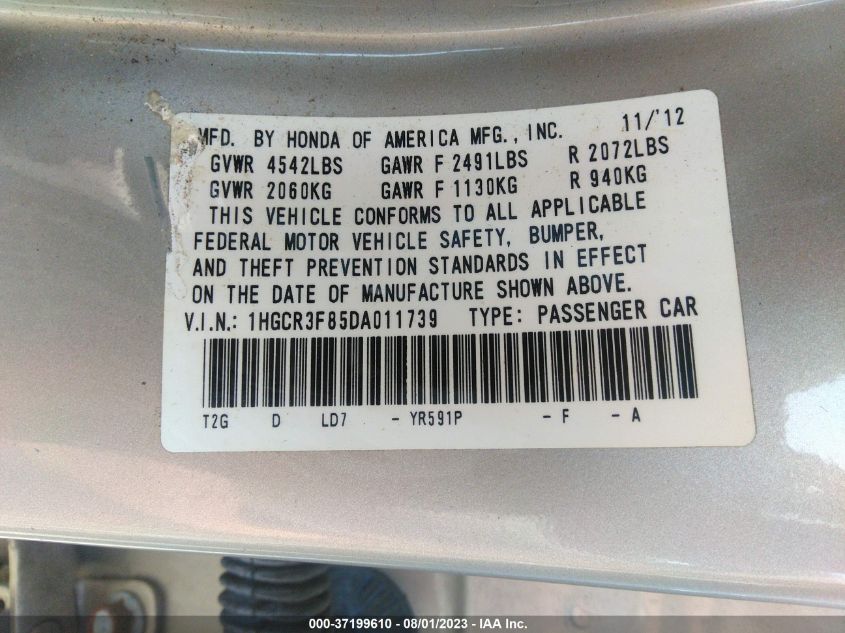 MFD. BY HONDA OF AMERICA MFG., INC. 11/'12
GVWR 4542LBS GAWR F 2491LBS R 2072LBS
GVWR 2060KG GAWR F 1130KG R 940KG
THIS VEHICLE CONFORMS TO ALL APPLICABLE
FEDERAL MOTOR VEHICLE SAFETY, BUMPER,
AND THEFT PREVENTION STANDARDS IN EFFECT
ON THE DATE OF MANUFACTURE SHOWN ABOVE.
V.I.N.: 1HGCR3F85DA011739 TYPE: PASSENGER CAR
T2G D LD7 - YR591P - F - A
000-37199610 - 08/01/2023 - IAA Inc.